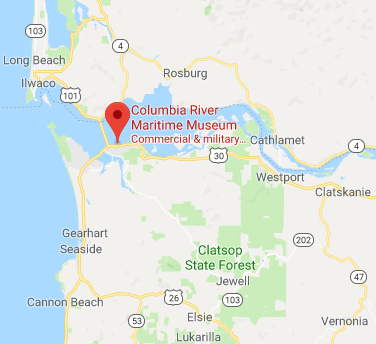 103
Long Beach
4
Rosburg
Ilwaco
101
Columbia River
Maritime Museum
Commercial & military...
Cathlamet
4
30
Westport
Clatskanie
Gearhart
Seaside
Clatsop
State Forest
202
Jewell
103
Cannon Beach
26
47
Elsie
Vernonia
53
Lukarilla